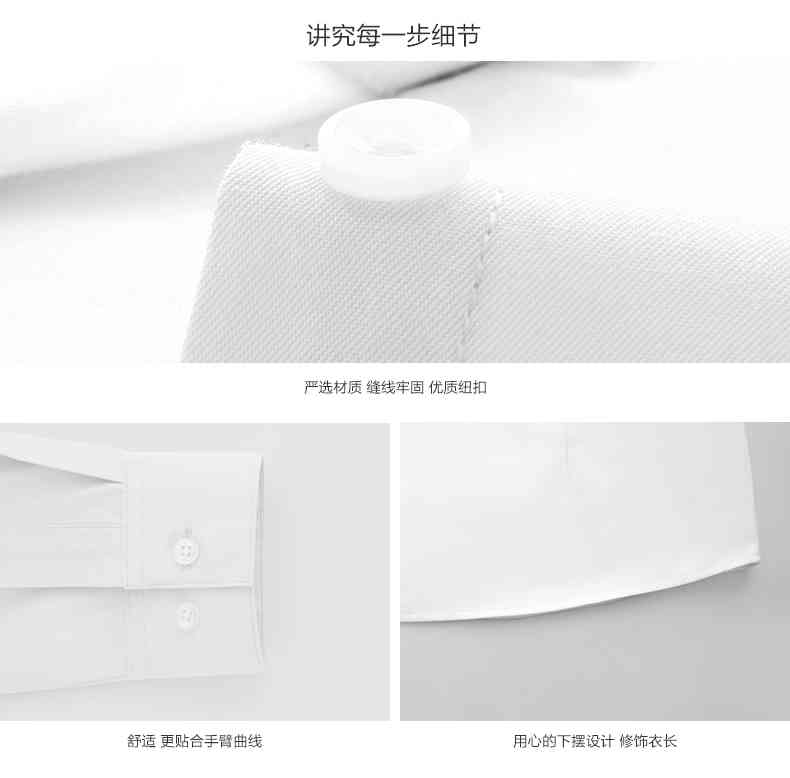 讲究每一步细节
严选材质 缝线牢固 优质纽扣
舒适 更贴合手臂曲线
用心的下摆设计 修饰衣长